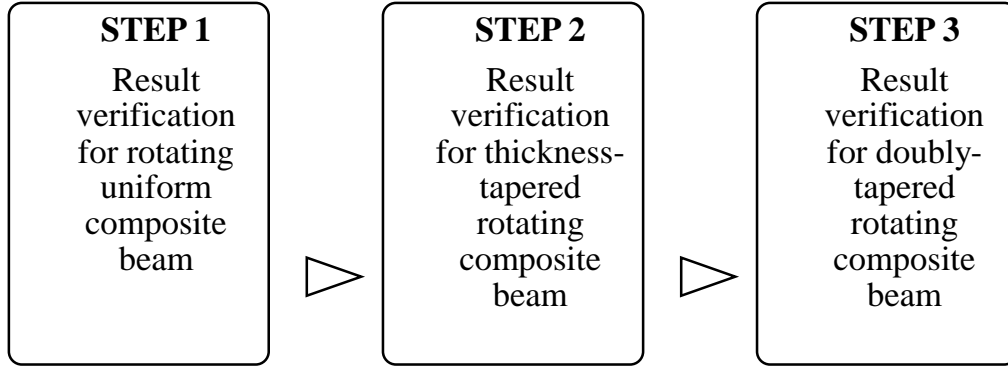 STEP 1
Result
verification
for rotating
uniform
composite
beam
STEP 2
Result
verification
for thickness-
tapered
rotating
composite
beam
STEP 3
Result
verification
for doubly-
tapered
rotating
composite
beam